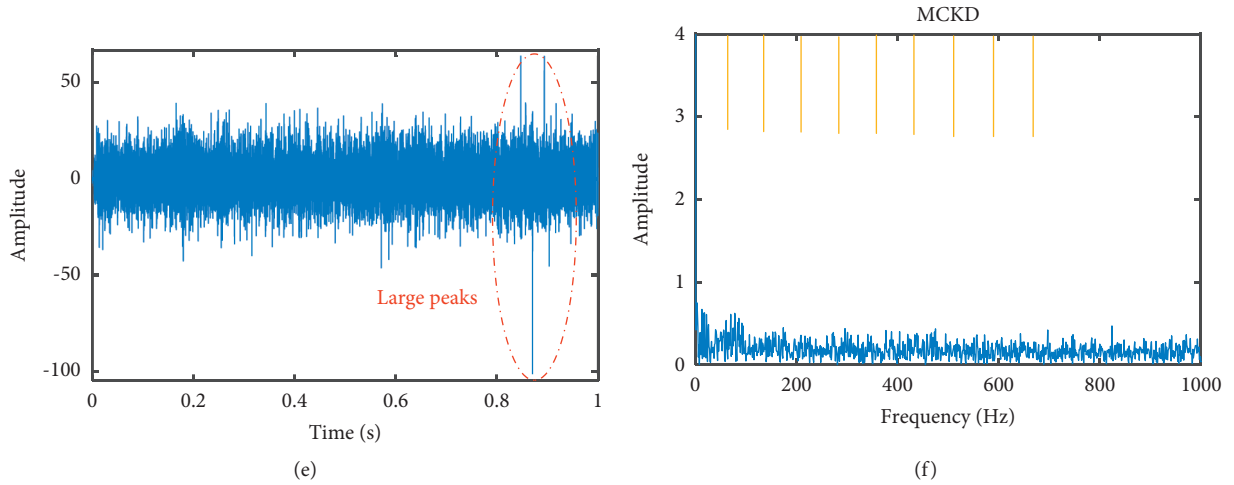 50
0
-50
-100
Amplitude
Large peaks
0
0.2
0.4
0.6
0.8
1
Time (s)
(e)
MCKD
4
3
2
1
0
Amplitude
0
200
400
600
800
1000
Frequency (Hz)
(f)